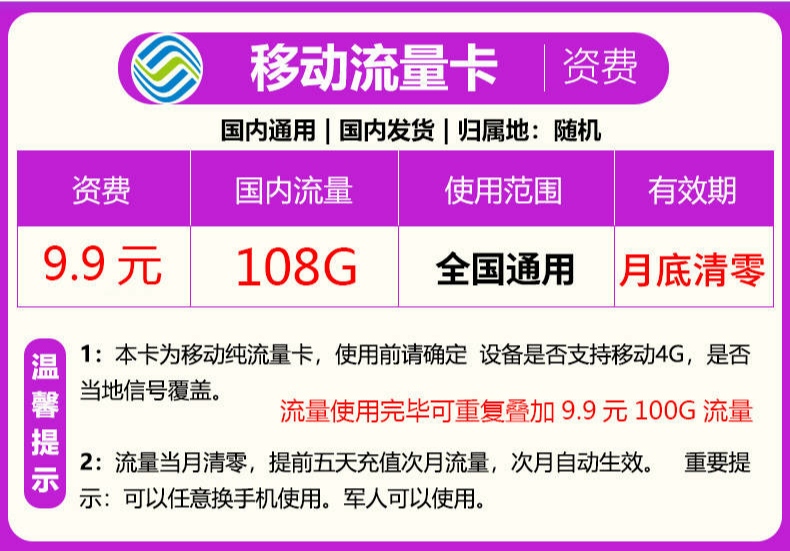 移动流量卡 资费
国内通用 | 国内发货 | 归属地：随机
资费 国内流量 使用范围 有效期
9.9 元 108G 全国通用 月底清零
温馨提示
1：本卡为移动纯流量卡，使用前请确定 设备是否支持移动4G，是否
当地信号覆盖。
流量使用完毕可重复叠加 9.9 元 100G 流量
2：流量当月清零，提前五天充值次月流量，次月自动生效。 重要提
示：可以任意换手机使用。军人可以使用。